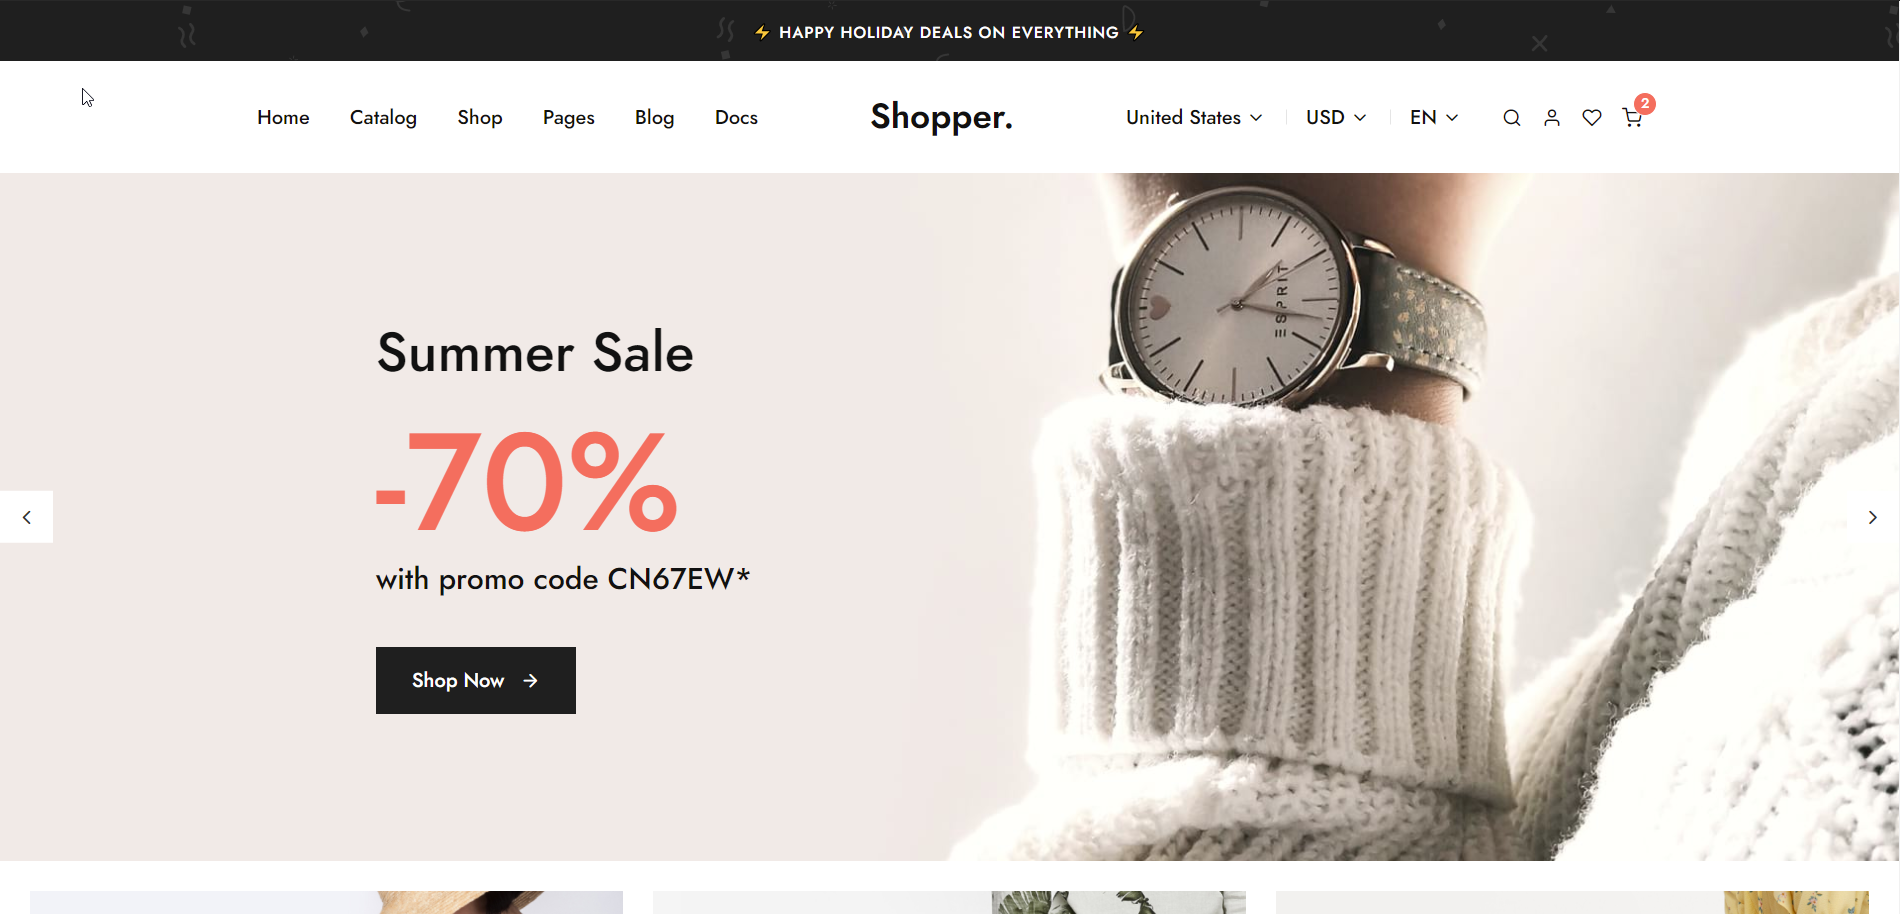 ⚡ HAPPY HOLIDAY DEALS ON EVERYTHING ⚡
Home Catalog Shop Pages Blog Docs Shopper. United States USD EN 2
ESPRIT
Summer Sale
-70%
with promo code CN67EW*
Shop Now →